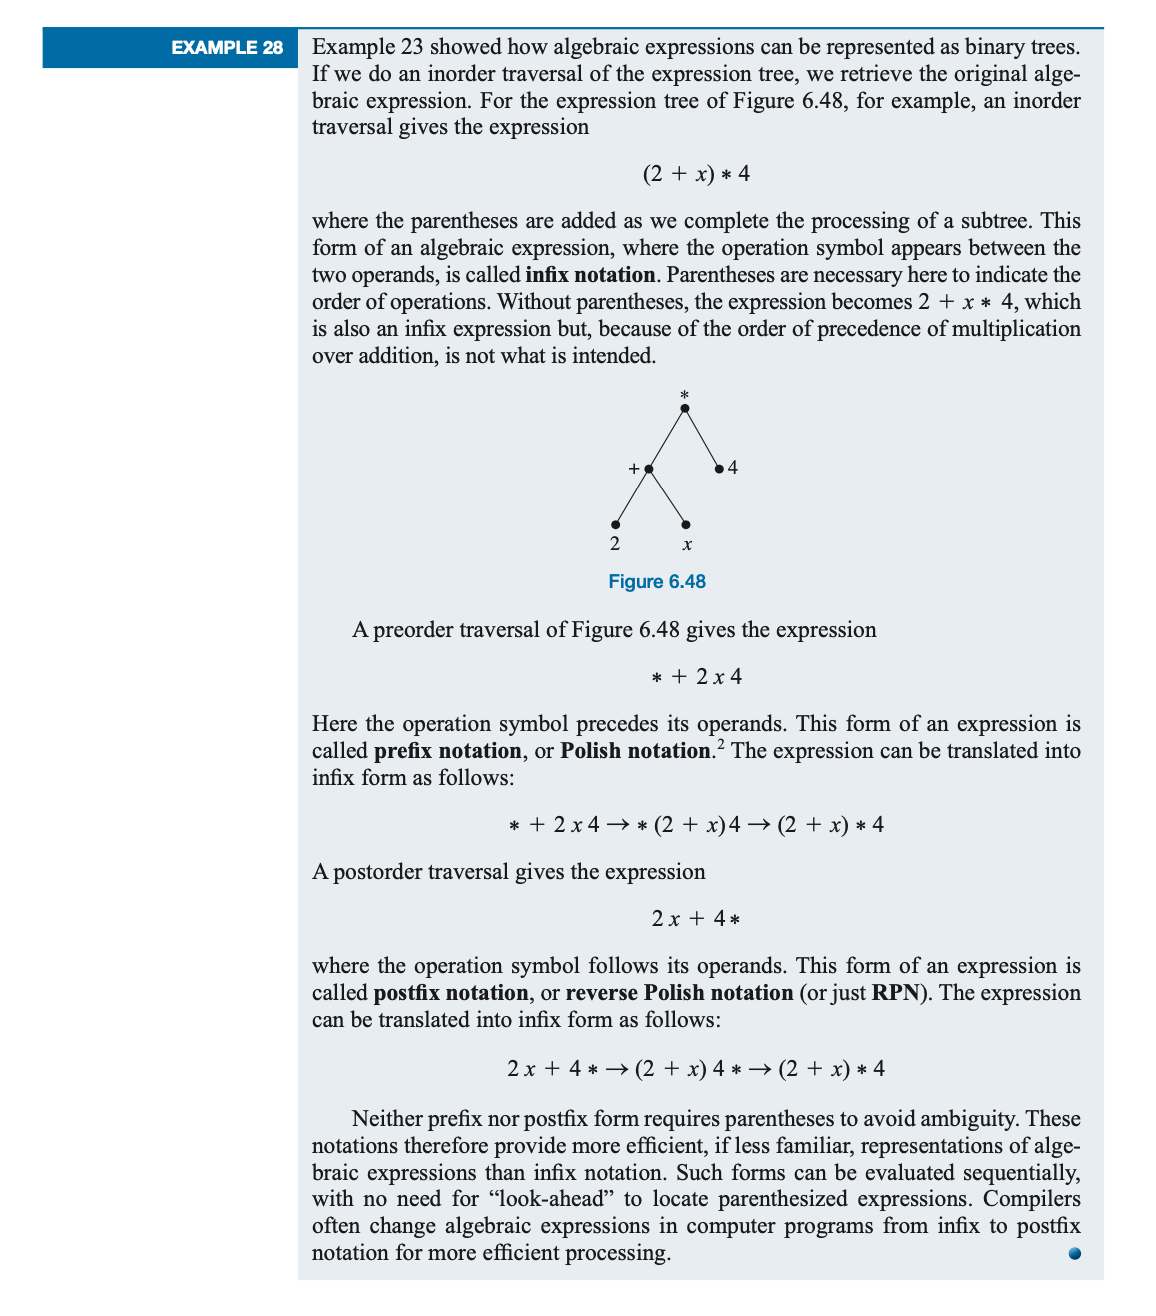 EXAMPLE 28
Example 23 showed how algebraic expressions can be represented as binary trees.
If we do an inorder traversal of the expression tree, we retrieve the original alge-
braic expression. For the expression tree of Figure 6.48, for example, an inorder
traversal gives the expression
(2 + x) * 4
where the parentheses are added as we complete the processing of a subtree. This
form of an algebraic expression, where the operation symbol appears between the
two operands, is called infix notation. Parentheses are necessary here to indicate the
order of operations. Without parentheses, the expression becomes 2 + x * 4, which
is also an infix expression but, because of the order of precedence of multiplication
over addition, is not what is intended.
*
+ 4
2 x
Figure 6.48
A preorder traversal of Figure 6.48 gives the expression
* + 2 x 4
Here the operation symbol precedes its operands. This form of an expression is
called prefix notation, or Polish notation.² The expression can be translated into
infix form as follows:
* + 2 x 4 → * (2 + x) 4 → (2 + x) * 4
A postorder traversal gives the expression
2 x + 4 *
where the operation symbol follows its operands. This form of an expression is
called postfix notation, or reverse Polish notation (or just RPN). The expression
can be translated into infix form as follows:
2 x + 4 * → (2 + x) 4 * → (2 + x) * 4
Neither prefix nor postfix form requires parentheses to avoid ambiguity. These
notations therefore provide more efficient, if less familiar, representations of alge-
braic expressions than infix notation. Such forms can be evaluated sequentially,
with no need for “look-ahead” to locate parenthesized expressions. Compilers
often change algebraic expressions in computer programs from infix to postfix
notation for more efficient processing.